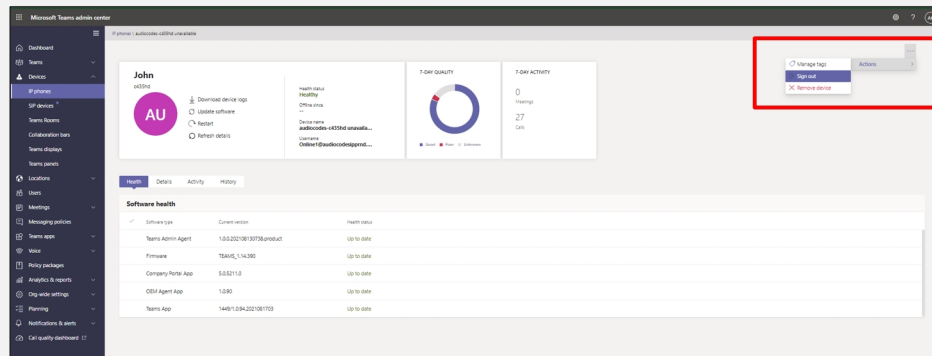 Microsoft Teams admin center
?
IP phones \ audiocodes-c435hd unavailable
Dashboard
Teams
Devices
IP phones
SIP devices
Teams Rooms
Collaboration bars
Teams displays
Teams panels
Locations
Users
Meetings
Messaging policies
Teams apps
Voice
Policy packages
Analytics & reports
Org-wide settings
Planning
Notifications & alerts
Call quality dashboard
John
c435hd
AU
Download device logs
Update software
Restart
Refresh details
Health status
Healthy
Offline since
--
Device name
audiocodes-c435hd unavaila...
Username
Online1@audiocodesipprnd....
7-DAY QUALITY
Good Poor Unknown
7-DAY ACTIVITY
0
Meetings
27
Calls
...
Manage tags
Actions
Sign out
Remove device
Health Details Activity History
Software health
Software type Current version Health status
Teams Admin Agent 1.0.0.202108130738.product Up to date
Firmware TEAMS_1.14.390 Up to date
Company Portal App 5.0.5211.0 Up to date
OEM Agent App 1.0.90 Up to date
Teams App 1449/1.0.94.2021061703 Up to date